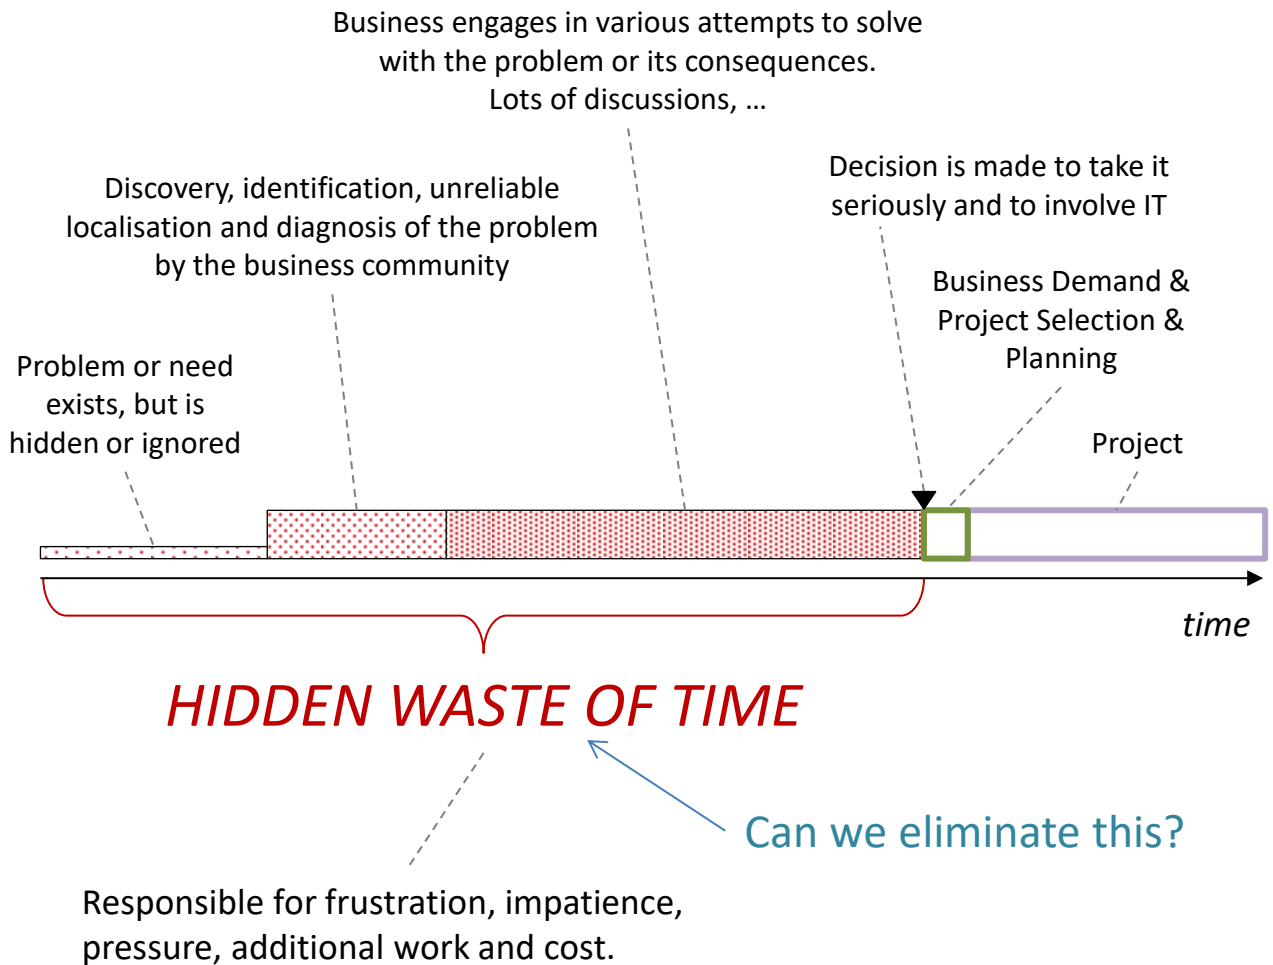 Business engages in various attempts to solve
with the problem or its consequences.
Lots of discussions, …
Decision is made to take it
seriously and to involve IT
Discovery, identification, unreliable
localisation and diagnosis of the problem
by the business community
Business Demand &
Project Selection &
Planning
Problem or need
exists, but is
hidden or ignored
Project
time
HIDDEN WASTE OF TIME
Can we eliminate this?
Responsible for frustration, impatience,
pressure, additional work and cost.